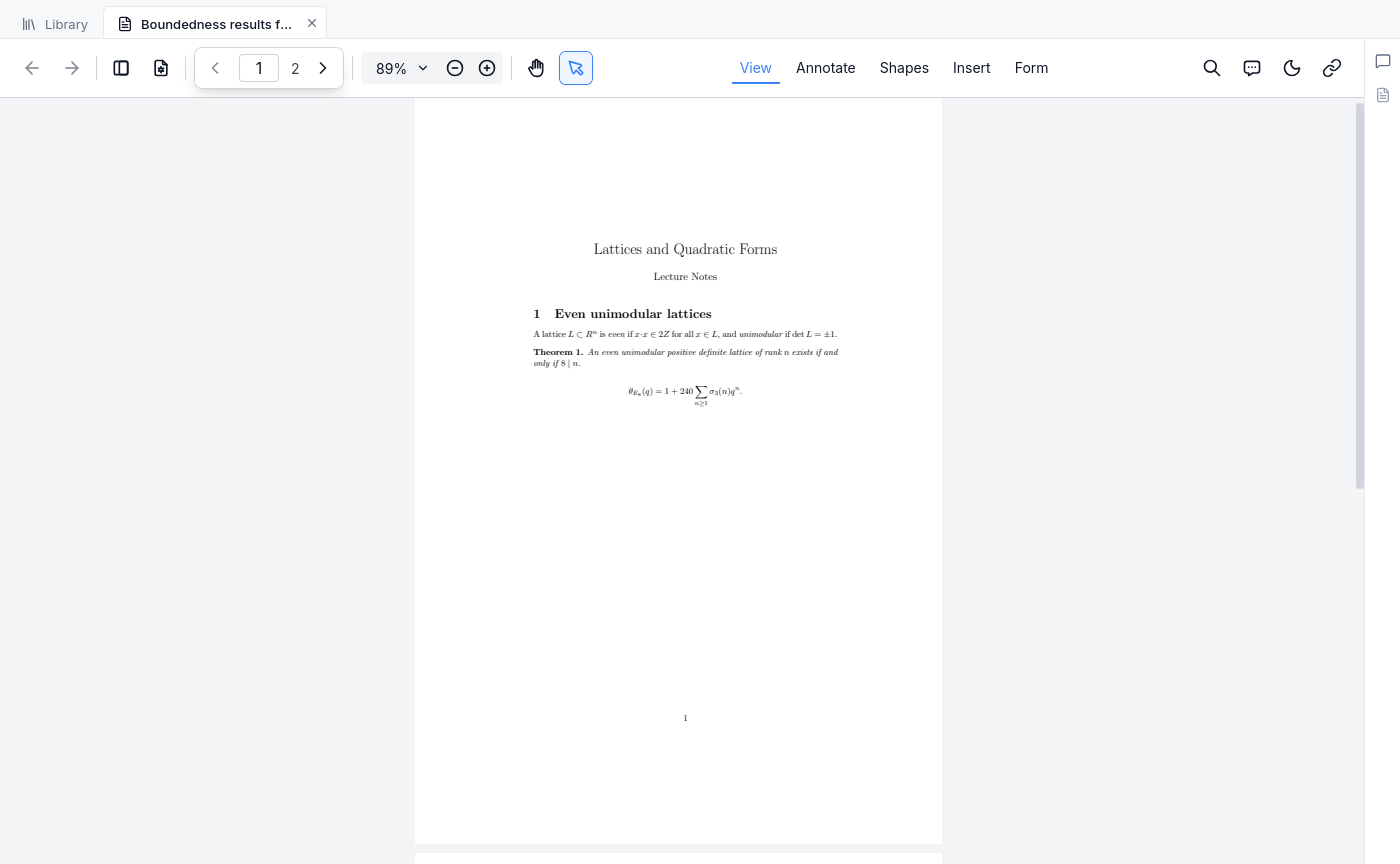 Library
Boundedness results f...
1
2
89%
View
Annotate
Shapes
Insert
Form
Lattices and Quadratic Forms
Lecture Notes
1 Even unimodular lattices
A lattice L ⊂ Rⁿ is even if x·x ∈ 2Z for all x ∈ L, and unimodular if det L = ±1.
Theorem 1. An even unimodular positive definite lattice of rank n exists if and
only if 8 | n.
θ_{E₈}(q) = 1 + 240 ∑_{n≥1} σ₃(n)qⁿ.
1